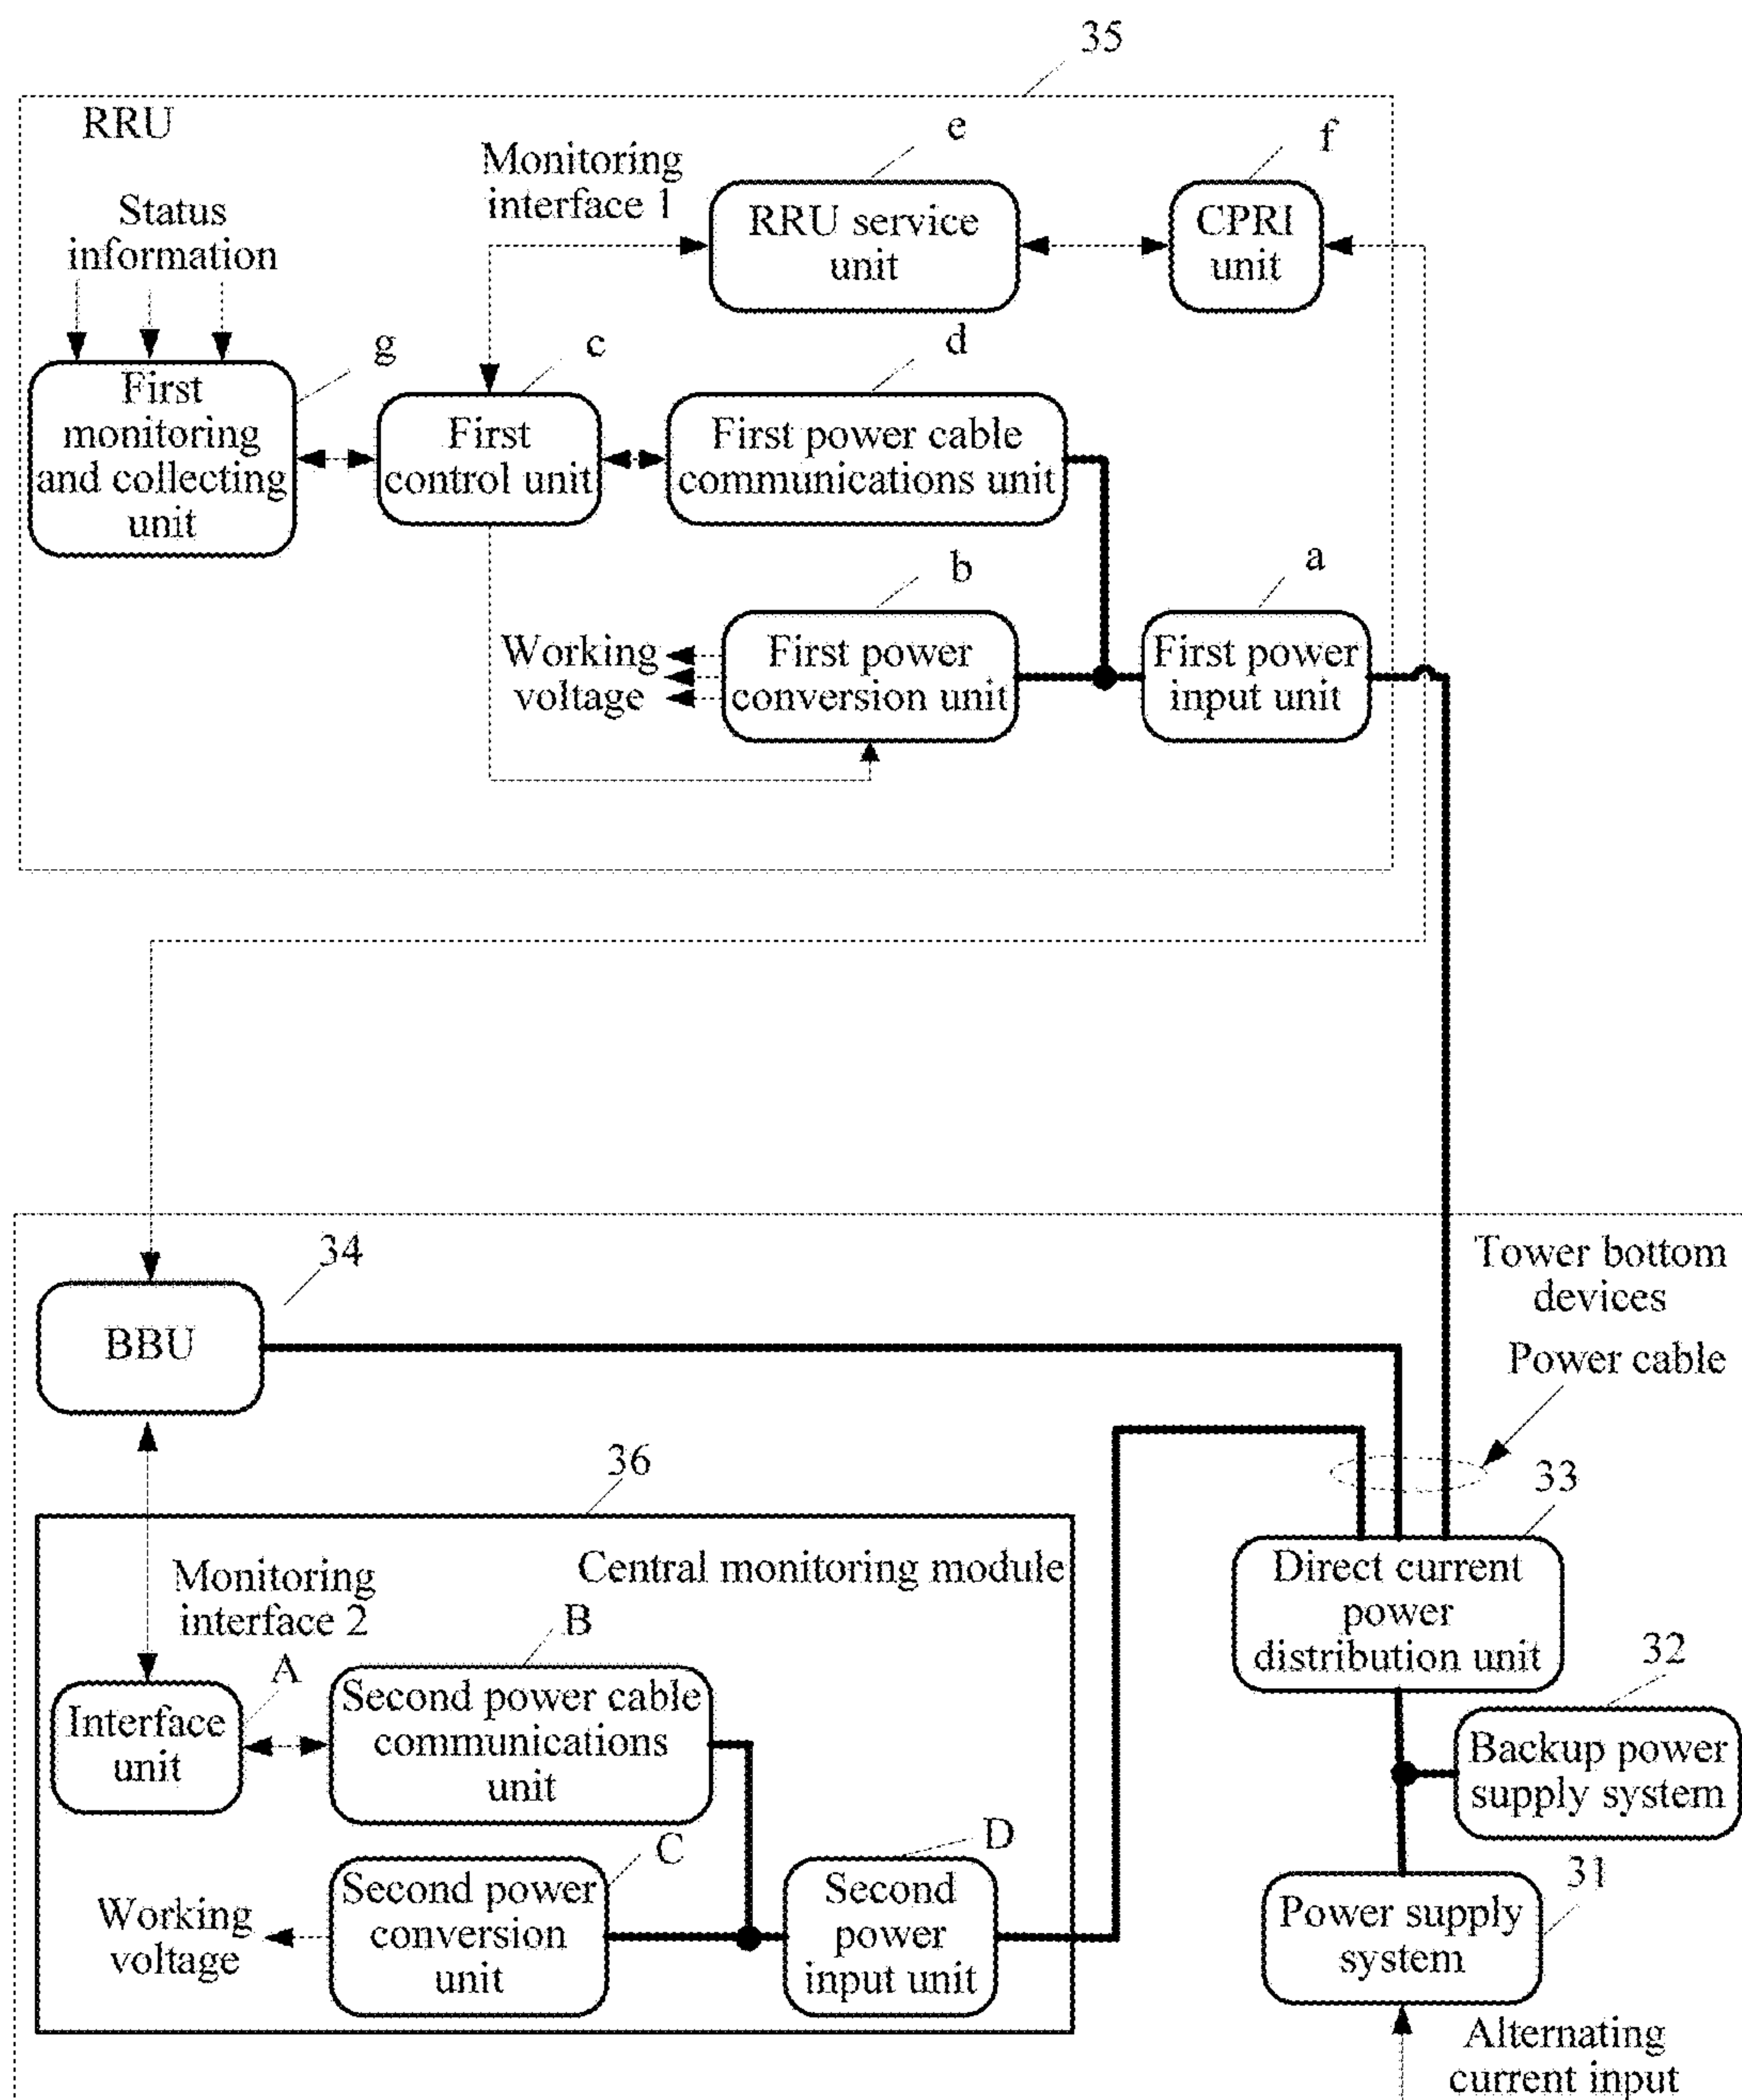 35
RRU
e
f
Monitoring
interface 1
Status
information
RRU service
unit
CPRI
unit
g
c
d
First
monitoring
and collecting
unit
First
control unit
First power cable
communications unit
b
a
Working
voltage
First power
conversion unit
First power
input unit
34
Tower bottom
devices
BBU
Power cable
36
33
Central monitoring module
Monitoring
interface 2
Direct current
power
distribution unit
B
A
32
Interface
unit
Second power cable
communications
unit
Backup power
supply system
C
D
31
Working
voltage
Second power
conversion
unit
Second
power
input unit
Power supply
system
Alternating
current input